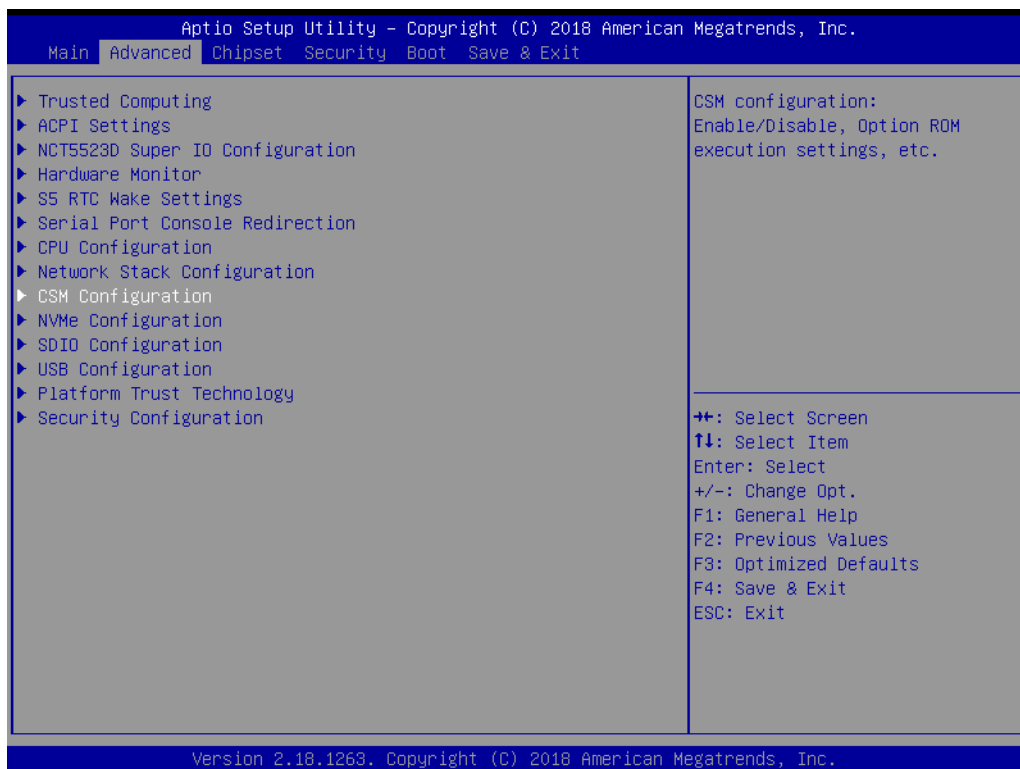 Aptio Setup Utility – Copyright (C) 2018 American Megatrends, Inc.
Main Advanced Chipset Security Boot Save & Exit
▶ Trusted Computing
▶ ACPI Settings
▶ NCT5523D Super IO Configuration
▶ Hardware Monitor
▶ S5 RTC Wake Settings
▶ Serial Port Console Redirection
▶ CPU Configuration
▶ Network Stack Configuration
▶ CSM Configuration
▶ NVMe Configuration
▶ SDIO Configuration
▶ USB Configuration
▶ Platform Trust Technology
▶ Security Configuration
CSM configuration:
Enable/Disable, Option ROM
execution settings, etc.
→←: Select Screen
↑↓: Select Item
Enter: Select
+/-: Change Opt.
F1: General Help
F2: Previous Values
F3: Optimized Defaults
F4: Save & Exit
ESC: Exit
Version 2.18.1263. Copyright (C) 2018 American Megatrends, Inc.